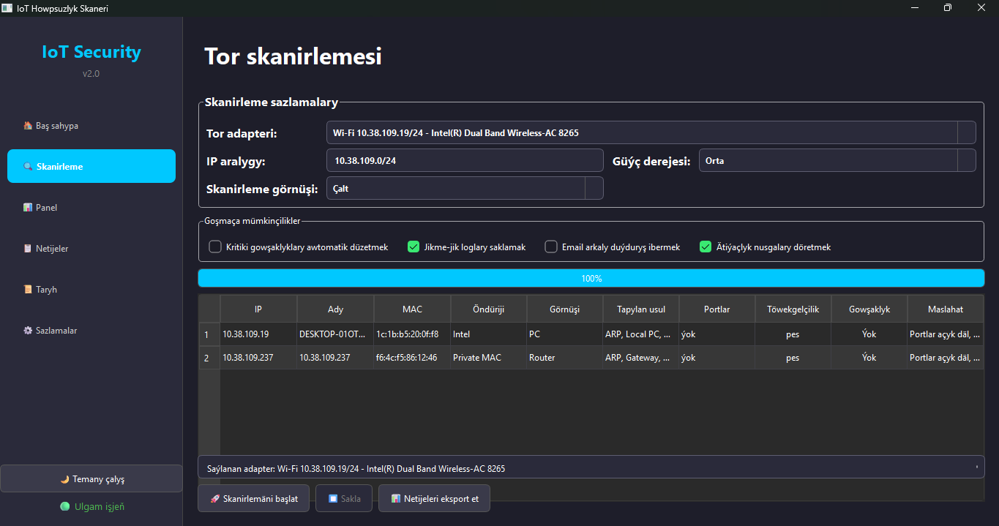 IoT Howpsuzlyk Skaneri
IoT Security
v2.0
Baş sahypa
Skanirleme
Panel
Netijeler
Taryh
Sazlamalar
Temany çalyş
Ulgam işjeň
Tor skanirlemesi
Skanirleme sazlamalary
Tor adapteri: Wi-Fi 10.38.109.19/24 - Intel(R) Dual Band Wireless-AC 8265
IP aralygy: 10.38.109.0/24 Güýç derejesi: Orta
Skanirleme görnüşi: Çalt
Goşmaça mümkinçilikler
Kritiki gowşaklyklary awtomatik düzetmek Jikme-jik loglary saklamak Email arkaly duýduryş ibermek Ätiýaçlyk nusgalary döretmek
100%
IP Ady MAC Öndüriji Görnüşi Tapylan usul Portlar Töwekgelçilik Gowşaklyk Maslahat
1 10.38.109.19 DESKTOP-01OT... 1c:1b:b5:20:0f:f8 Intel PC ARP, Local PC, ... ýok pes Ýok Portlar açyk däl, ...
2 10.38.109.237 10.38.109.237 f6:4c:f5:86:12:46 Private MAC Router ARP, Gateway, ... ýok pes Ýok Portlar açyk däl, ...
Saýlanan adapter: Wi-Fi 10.38.109.19/24 - Intel(R) Dual Band Wireless-AC 8265
Skanirlemäni başlat Sakla Netijeleri eksport et